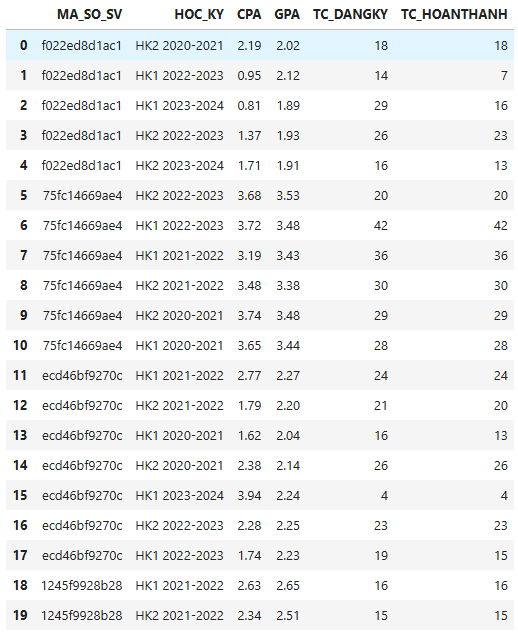 MA_SO_SV HOC_KY CPA GPA TC_DANGKY TC_HOANTHANH
0 f022ed8d1ac1 HK2 2020-2021 2.19 2.02 18 18
1 f022ed8d1ac1 HK1 2022-2023 0.95 2.12 14 7
2 f022ed8d1ac1 HK1 2023-2024 0.81 1.89 29 16
3 f022ed8d1ac1 HK2 2022-2023 1.37 1.93 26 23
4 f022ed8d1ac1 HK2 2023-2024 1.71 1.91 16 13
5 75fc14669ae4 HK2 2022-2023 3.68 3.53 20 20
6 75fc14669ae4 HK1 2022-2023 3.72 3.48 42 42
7 75fc14669ae4 HK1 2021-2022 3.19 3.43 36 36
8 75fc14669ae4 HK2 2021-2022 3.48 3.38 30 30
9 75fc14669ae4 HK2 2020-2021 3.74 3.48 29 29
10 75fc14669ae4 HK1 2020-2021 3.65 3.44 28 28
11 ecd46bf9270c HK1 2021-2022 2.77 2.27 24 24
12 ecd46bf9270c HK2 2021-2022 1.79 2.20 21 20
13 ecd46bf9270c HK1 2020-2021 1.62 2.04 16 13
14 ecd46bf9270c HK2 2020-2021 2.38 2.14 26 26
15 ecd46bf9270c HK1 2023-2024 3.94 2.24 4 4
16 ecd46bf9270c HK2 2022-2023 2.28 2.25 23 23
17 ecd46bf9270c HK1 2022-2023 1.74 2.23 19 15
18 1245f9928b28 HK1 2021-2022 2.63 2.65 16 16
19 1245f9928b28 HK2 2021-2022 2.34 2.51 15 15